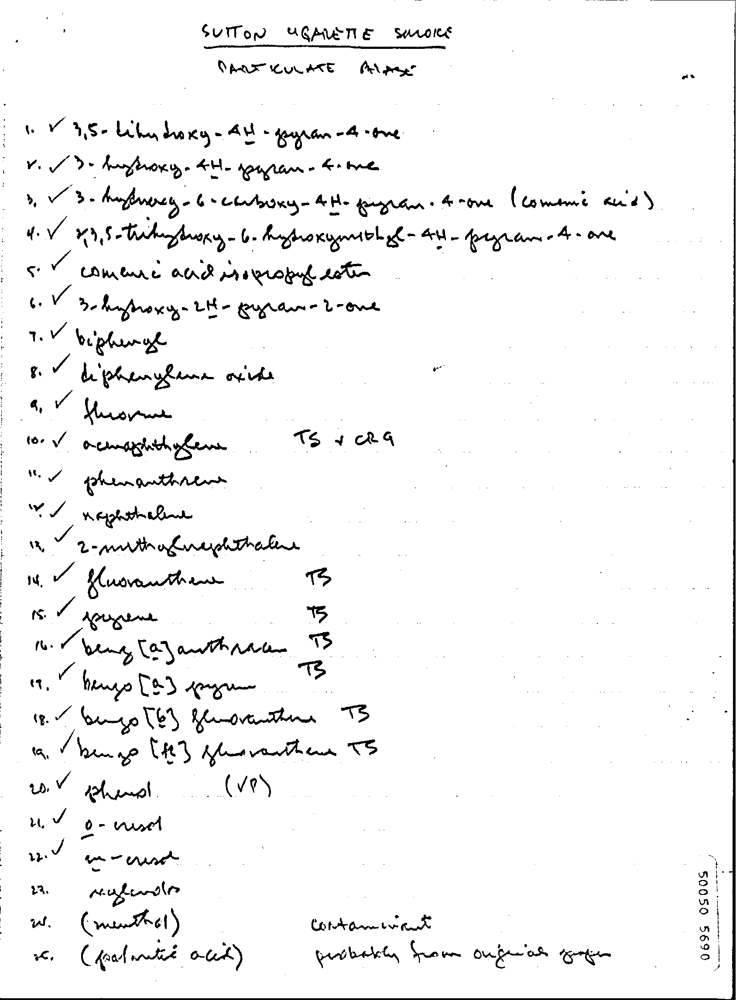 SUTTON CIGARETTE SMOKE
PARTICULATE PHASE
1. ✓ 3,5-dihydroxy-4H-pyran-4-one
2. ✓ 3-hydroxy-4H-pyran-4-one
3. ✓ 3-hydroxy-6-carboxy-4H-pyran-4-one (comenic acid)
4. ✓ 2,3,5-trihydroxy-6-hydroxymethyl-4H-pyran-4-one
5. ✓ comenic acid isopropyl ester
6. ✓ 3-hydroxy-2H-pyran-2-one
7. ✓ biphenyl
8. ✓ diphenylene oxide
9. ✓ fluorene
10. ✓ acenaphthylene TS + CRG
11. ✓ phenanthrene
12. ✓ naphthalene
13. ✓ 2-methylnaphthalene
14. ✓ fluoranthene TS
15. ✓ pyrene TS
16. ✓ benz[a]anthracene TS
17. ✓ benzo[a]pyrene TS
18. ✓ benzo[b]fluoranthene TS
19. ✓ benzo[k]fluoranthene TS
20. ✓ phenol (VP)
21. ✓ o-cresol
22. ✓ m-cresol
23. xylenols
24. (menthol) contaminant
25. (palmitic acid) probably from original paper
50050 5690